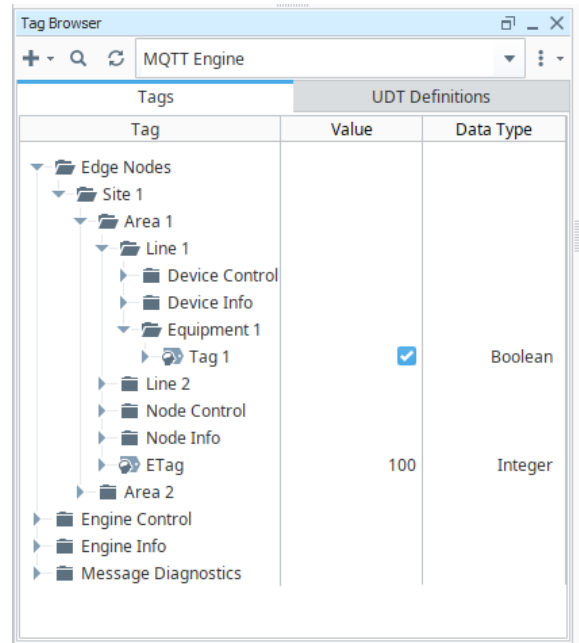 Tag Browser
MQTT Engine
Tags UDT Definitions
Tag Value Data Type
Edge Nodes
Site 1
Area 1
Line 1
Device Control
Device Info
Equipment 1
Tag 1 Boolean
Line 2
Node Control
Node Info
ETag 100 Integer
Area 2
Engine Control
Engine Info
Message Diagnostics